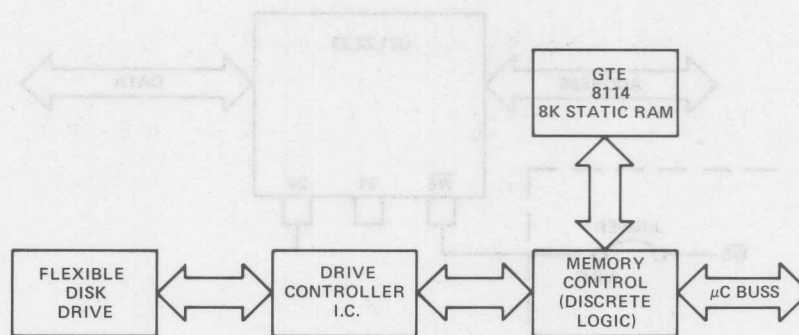 GTE
8114
8K STATIC RAM
FLEXIBLE
DISK
DRIVE
DRIVE
CONTROLLER
I.C.
MEMORY
CONTROL
(DISCRETE
LOGIC)
μC BUSS